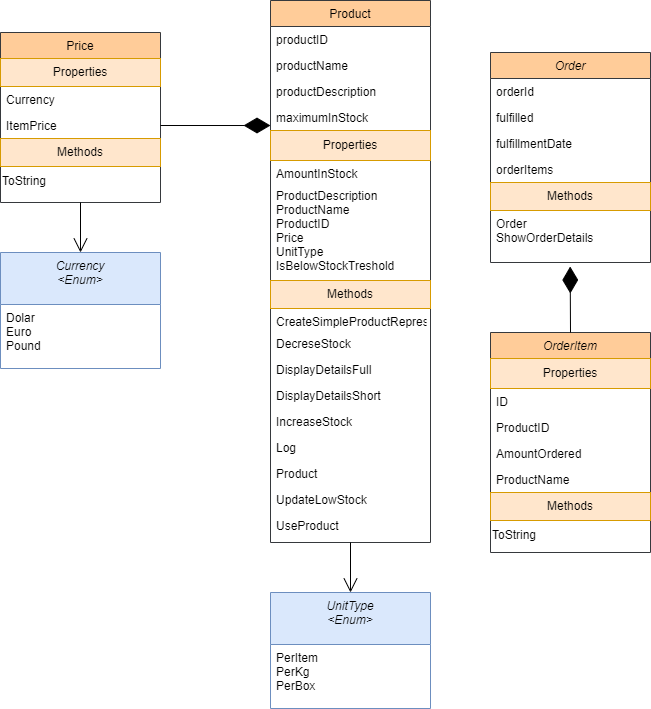 Price
Properties
Currency
ItemPrice
Methods
ToString
Currency
<Enum>
Dolar
Euro
Pound
Product
productID
productName
productDescription
maximumInStock
Properties
AmountInStock
ProductDescription
ProductName
ProductID
Price
UnitType
IsBelowStockTreshold
Methods
CreateSimpleProductRepres
DecreseStock
DisplayDetailsFull
DisplayDetailsShort
IncreaseStock
Log
Product
UpdateLowStock
UseProduct
UnitType
<Enum>
PerItem
PerKg
PerBox
Order
orderId
fulfilled
fulfillmentDate
orderItems
Methods
Order
ShowOrderDetails
OrderItem
Properties
ID
ProductID
AmountOrdered
ProductName
Methods
ToString